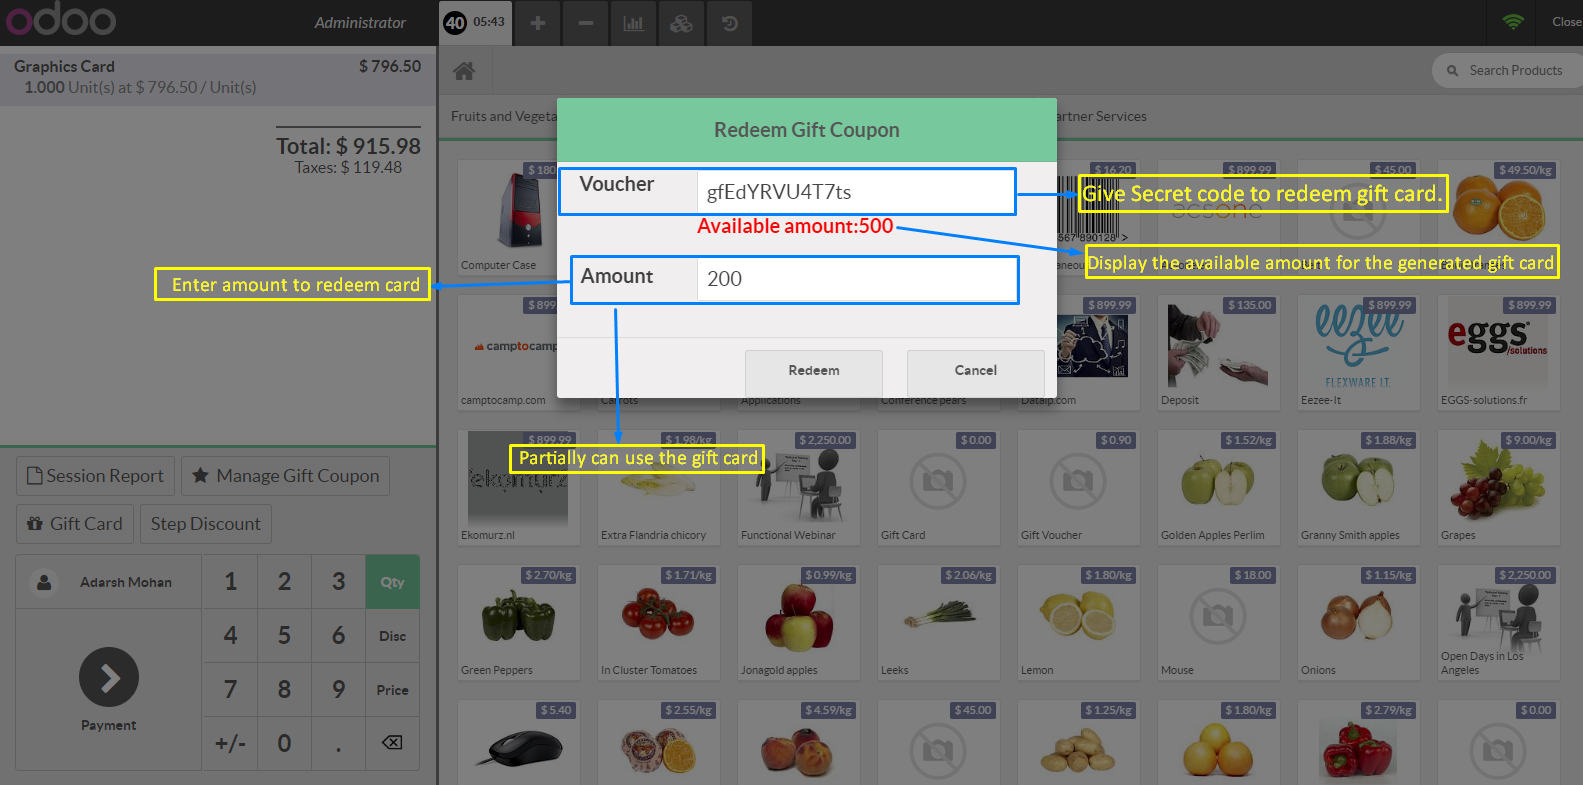 odoo
Administrator
40 05:43
Close
Graphics Card $ 796.50
1.000 Unit(s) at $ 796.50 / Unit(s)
Total: $ 915.98
Taxes: $ 119.48
Search Products
Fruits and Vegeta
artner Services
Redeem Gift Coupon
Voucher gfEdYRVU4T7ts
Available amount:500
Amount 200
Redeem Cancel
Give Secret code to redeem gift card.
Display the available amount for the generated gift card
Enter amount to redeem card
Partially can use the gift card
$ 180
$ 16.20
$ 899.99
$ 45.00
$ 49.50/kg
acsone
567 890128 >
Computer Case
$ 899
$ 899.99
$ 135.00
$ 899.99
$ 899.99
camptocamp
eezee
FLEXWARE I.T.
eggs
/solutions
camptocamp.com
Carrots
Applications
Conference pears
Dataip.com
Deposit
Eezee-It
EGGS-solutions.fr
$ 899.99
$ 1.98/kg
$ 2,250.00
$ 0.00
$ 0.90
$ 1.52/kg
$ 1.88/kg
$ 9.00/kg
ekomurz
Ekomurz.nl
Extra Flandria chicory
Functional Webinar
Gift Card
Gift Voucher
Golden Apples Perlim
Granny Smith apples
Grapes
$ 2.70/kg
$ 1.71/kg
$ 0.99/kg
$ 2.06/kg
$ 1.80/kg
$ 18.00
$ 1.15/kg
$ 2,250.00
Green Peppers
In Cluster Tomatoes
Jonagold apples
Leeks
Lemon
Mouse
Onions
Open Days in Los
Angeles
$ 5.40
$ 2.55/kg
$ 4.59/kg
$ 45.00
$ 1.25/kg
$ 1.80/kg
$ 2.79/kg
$ 0.00
Session Report
Manage Gift Coupon
Gift Card
Step Discount
Adarsh Mohan
1 2 3 Qty
4 5 6 Disc
7 8 9 Price
+/- 0 .
Payment